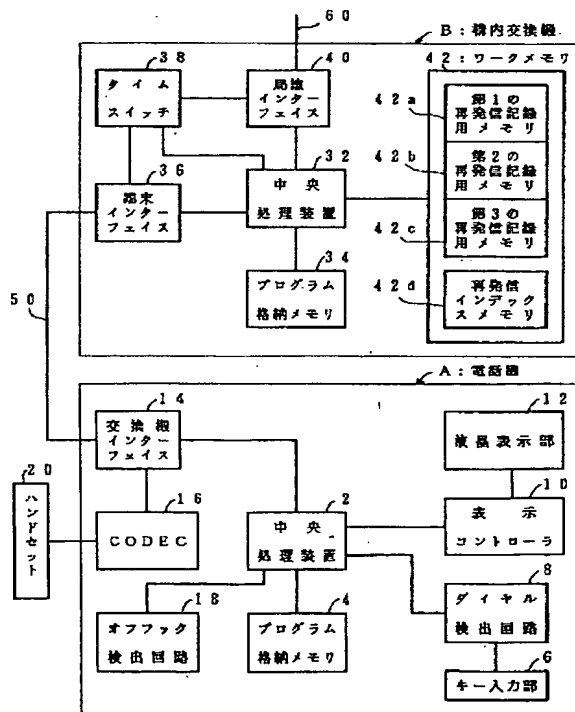 60
B：構内交換機
38
40
42：ワークメモリ
タイム
スイッチ
局線
インター
フェイス
42a
第1の
再発信記録
用メモリ
36
32
42b
第2の
再発信記録
用メモリ
端末
インター
フェイス
中央
処理装置
42c
第3の
再発信記録
用メモリ
34
50
プログラム
格納メモリ
42d
再発信
インデック
スメモリ
A：電話機
14
12
交換機
インター
フェイス
液晶表示部
20
16
2
10
ハンドセット
CODEC
中央
処理装置
表示
コントローラ
18
4
8
オフフック
検出回路
プログラム
格納メモリ
ダイヤル
検出回路
6
キー入力部